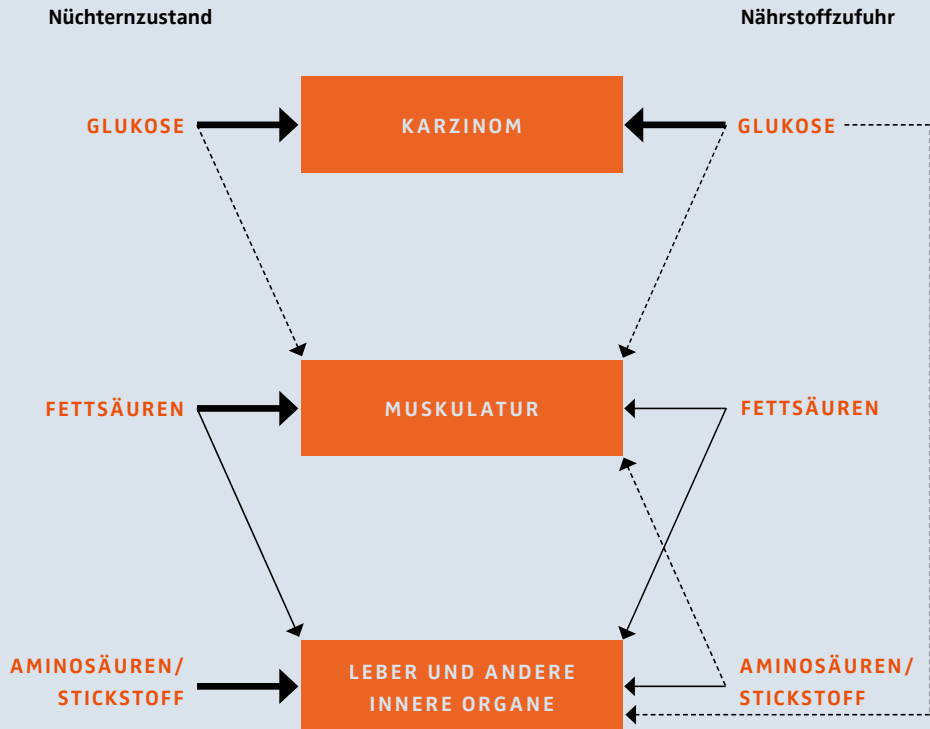 Nüchternzustand
Nährstoffzufuhr
GLUKOSE
KARZINOM
GLUKOSE
FETTSÄUREN
MUSKULATUR
FETTSÄUREN
AMINOSÄUREN/
STICKSTOFF
LEBER UND ANDERE
INNERE ORGANE
AMINOSÄUREN/
STICKSTOFF